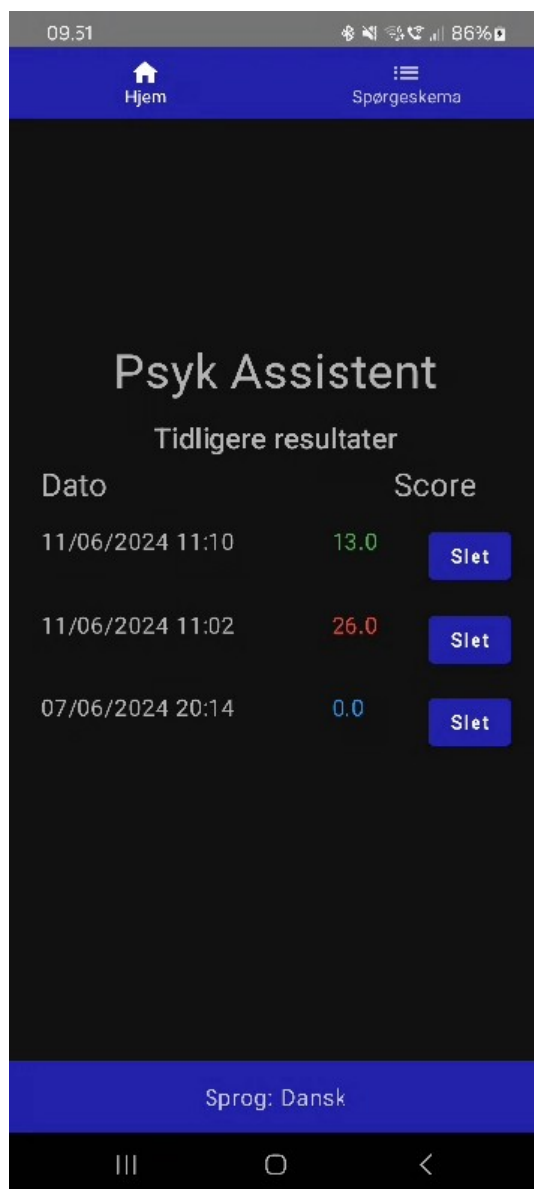 09.51 86%
Hjem Spørgeskema
Psyk Assistent
Tidligere resultater
Dato Score
11/06/2024 11:10 13.0 Slet
11/06/2024 11:02 26.0 Slet
07/06/2024 20:14 0.0 Slet
Sprog: Dansk